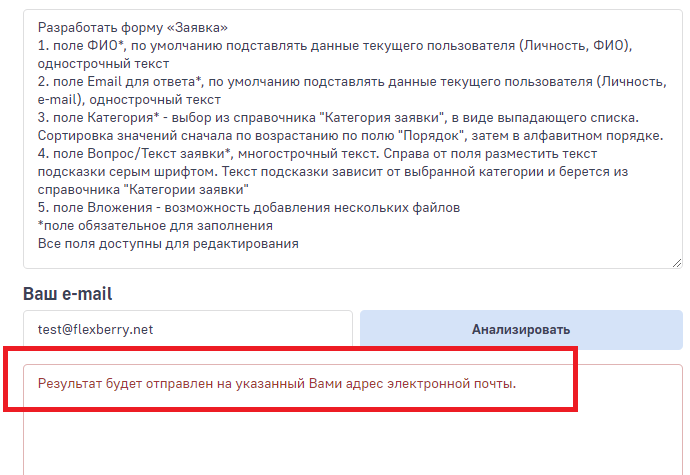 Разработать форму «Заявка»
1. поле ФИО*, по умолчанию подставлять данные текущего пользователя (Личность, ФИО),
однострочный текст
2. поле Email для ответа*, по умолчанию подставлять данные текущего пользователя (Личность,
e-mail), однострочный текст
3. поле Категория* - выбор из справочника "Категория заявки", в виде выпадающего списка.
Сортировка значений сначала по возрастанию по полю "Порядок", затем в алфавитном порядке.
4. поле Вопрос/Текст заявки*, многострочный текст. Справа от поля разместить текст
подсказки серым шрифтом. Текст подсказки зависит от выбранной категории и берется из
справочника "Категории заявки"
5. поле Вложения - возможность добавления нескольких файлов
*поле обязательное для заполнения
Все поля доступны для редактирования
Ваш e-mail
test@flexberry.net
Анализировать
Результат будет отправлен на указанный Вами адрес электронной почты.